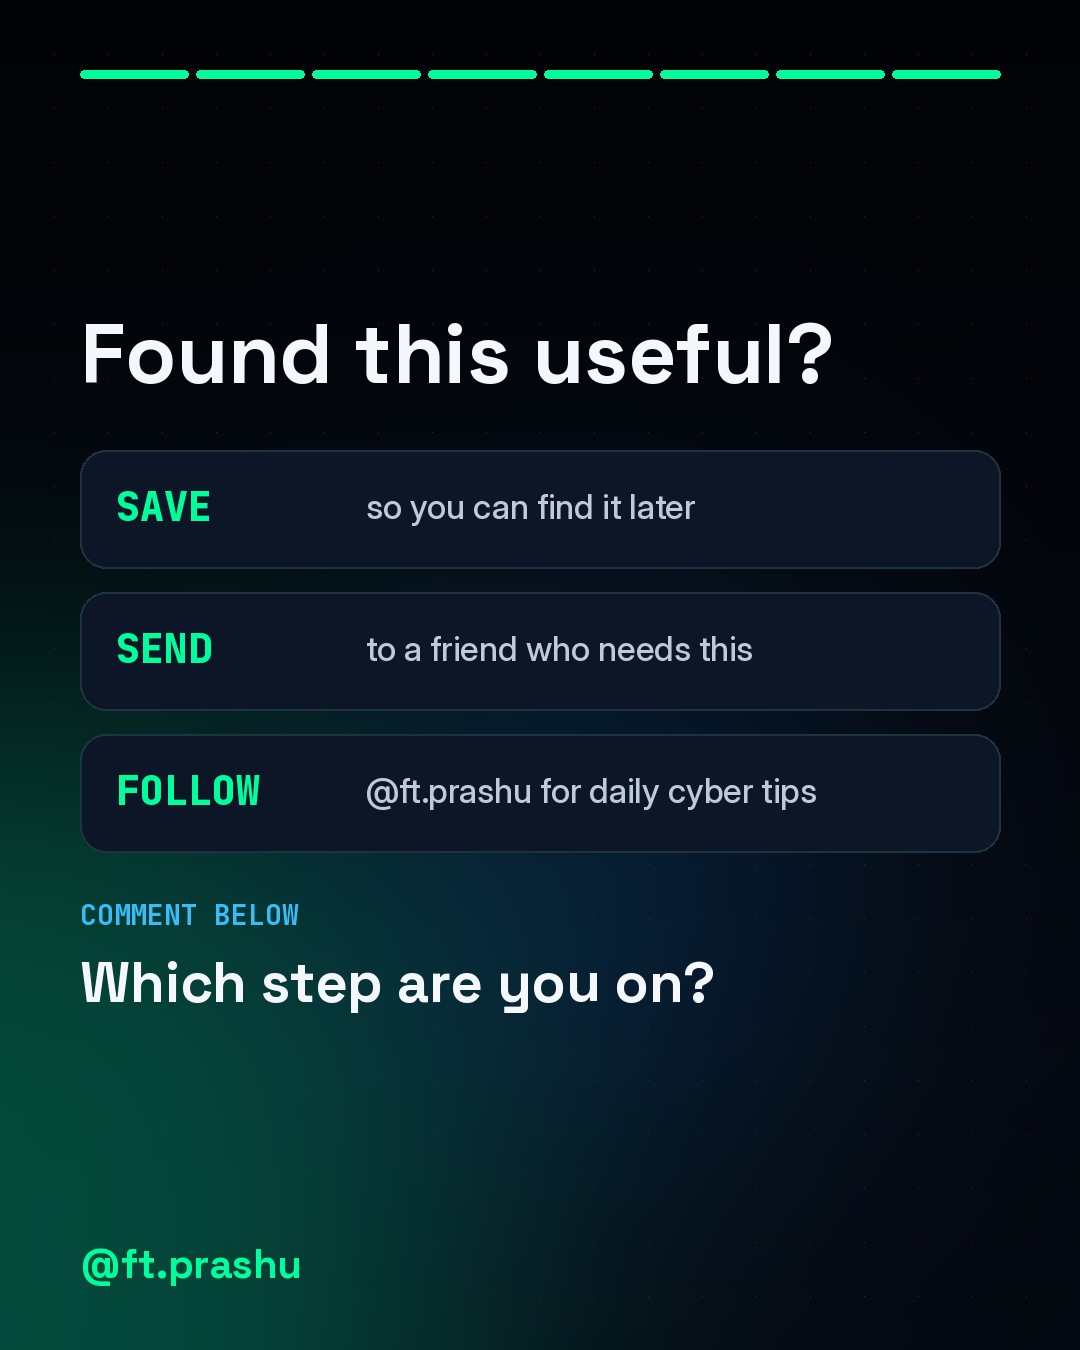 Found this useful?
SAVE so you can find it later
SEND to a friend who needs this
FOLLOW @ft.prashu for daily cyber tips
COMMENT BELOW
Which step are you on?
@ft.prashu